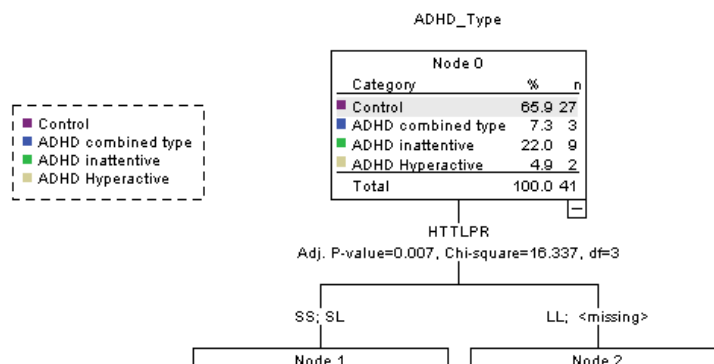 ADHD_Type
Node 0
Category % n
Control 65.9 27
ADHD combined type 7.3 3
ADHD inattentive 22.0 9
ADHD Hyperactive 4.9 2
Total 100.0 41
Control
ADHD combined type
ADHD inattentive
ADHD Hyperactive
HTTLPR
Adj. P-value=0.007, Chi-square=16.337, df=3
SS; SL
LL; <missing>
Node 1
Node 2